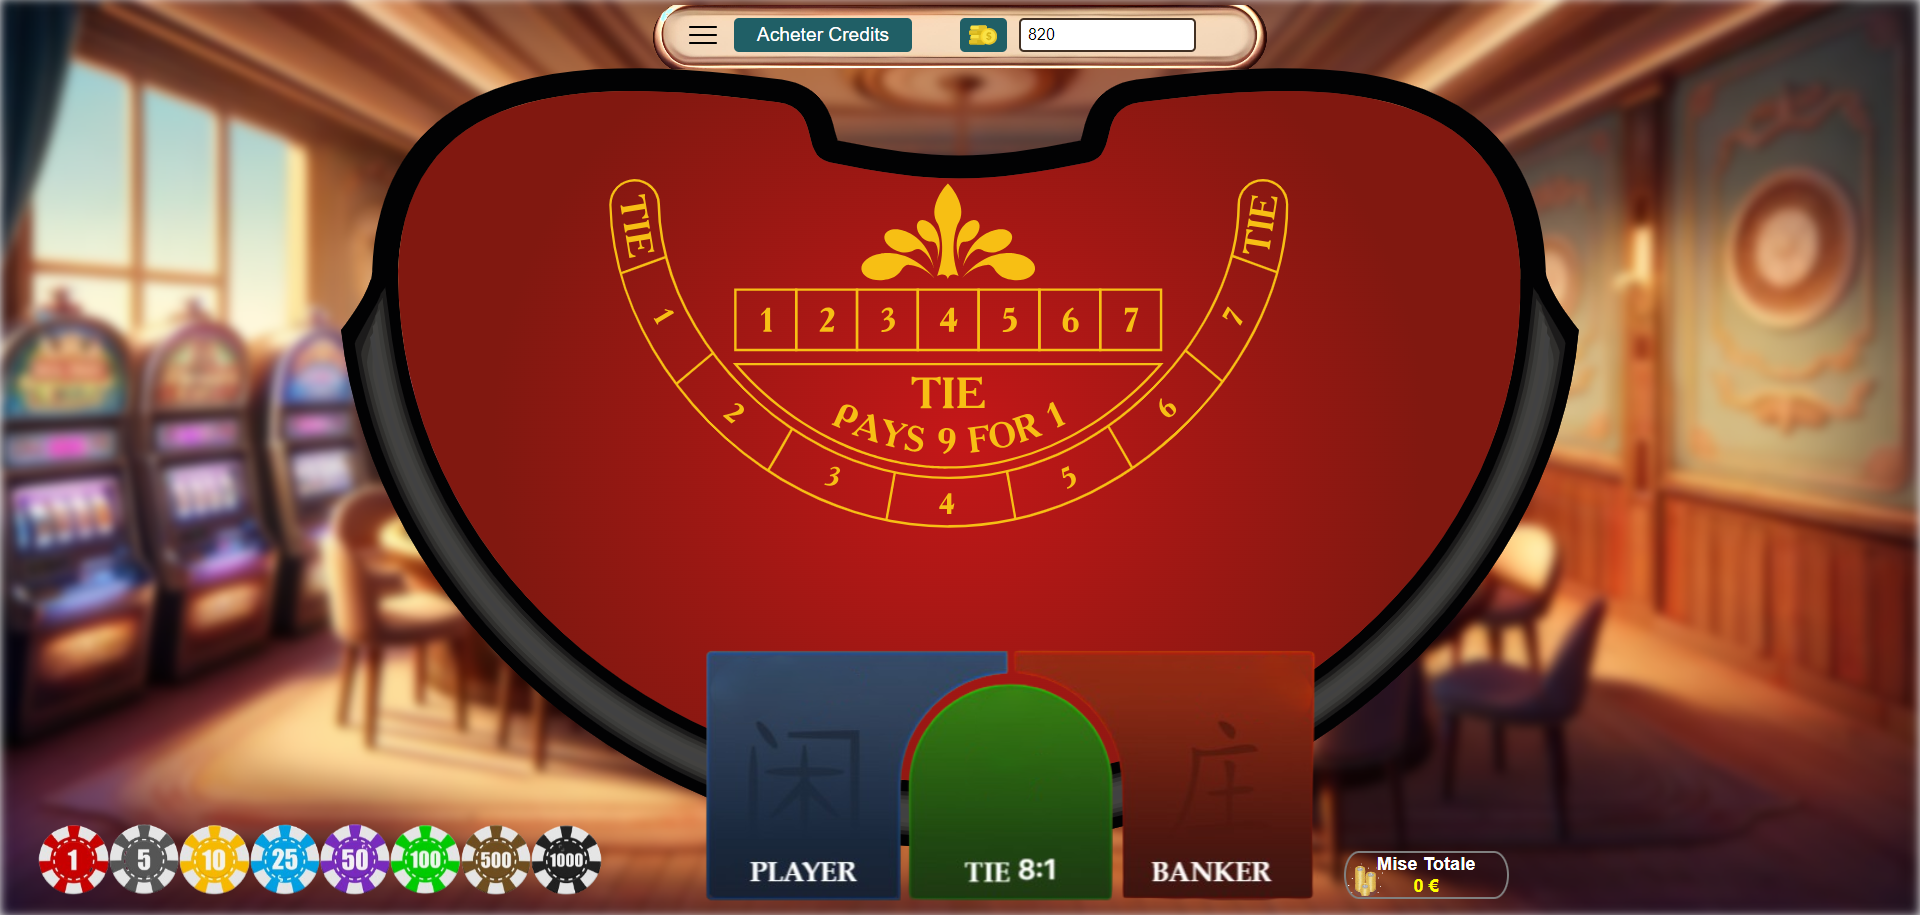 Acheter Credits
820
TIE
TIE
1 2 3 4 5 6 7
TIE
PAYS 9 FOR 1
1
2
3
4
5
6
7
闲
庄
PLAYER
TIE 8:1
BANKER
1
5
10
25
50
100
500
1000
Mise Totale
0 €